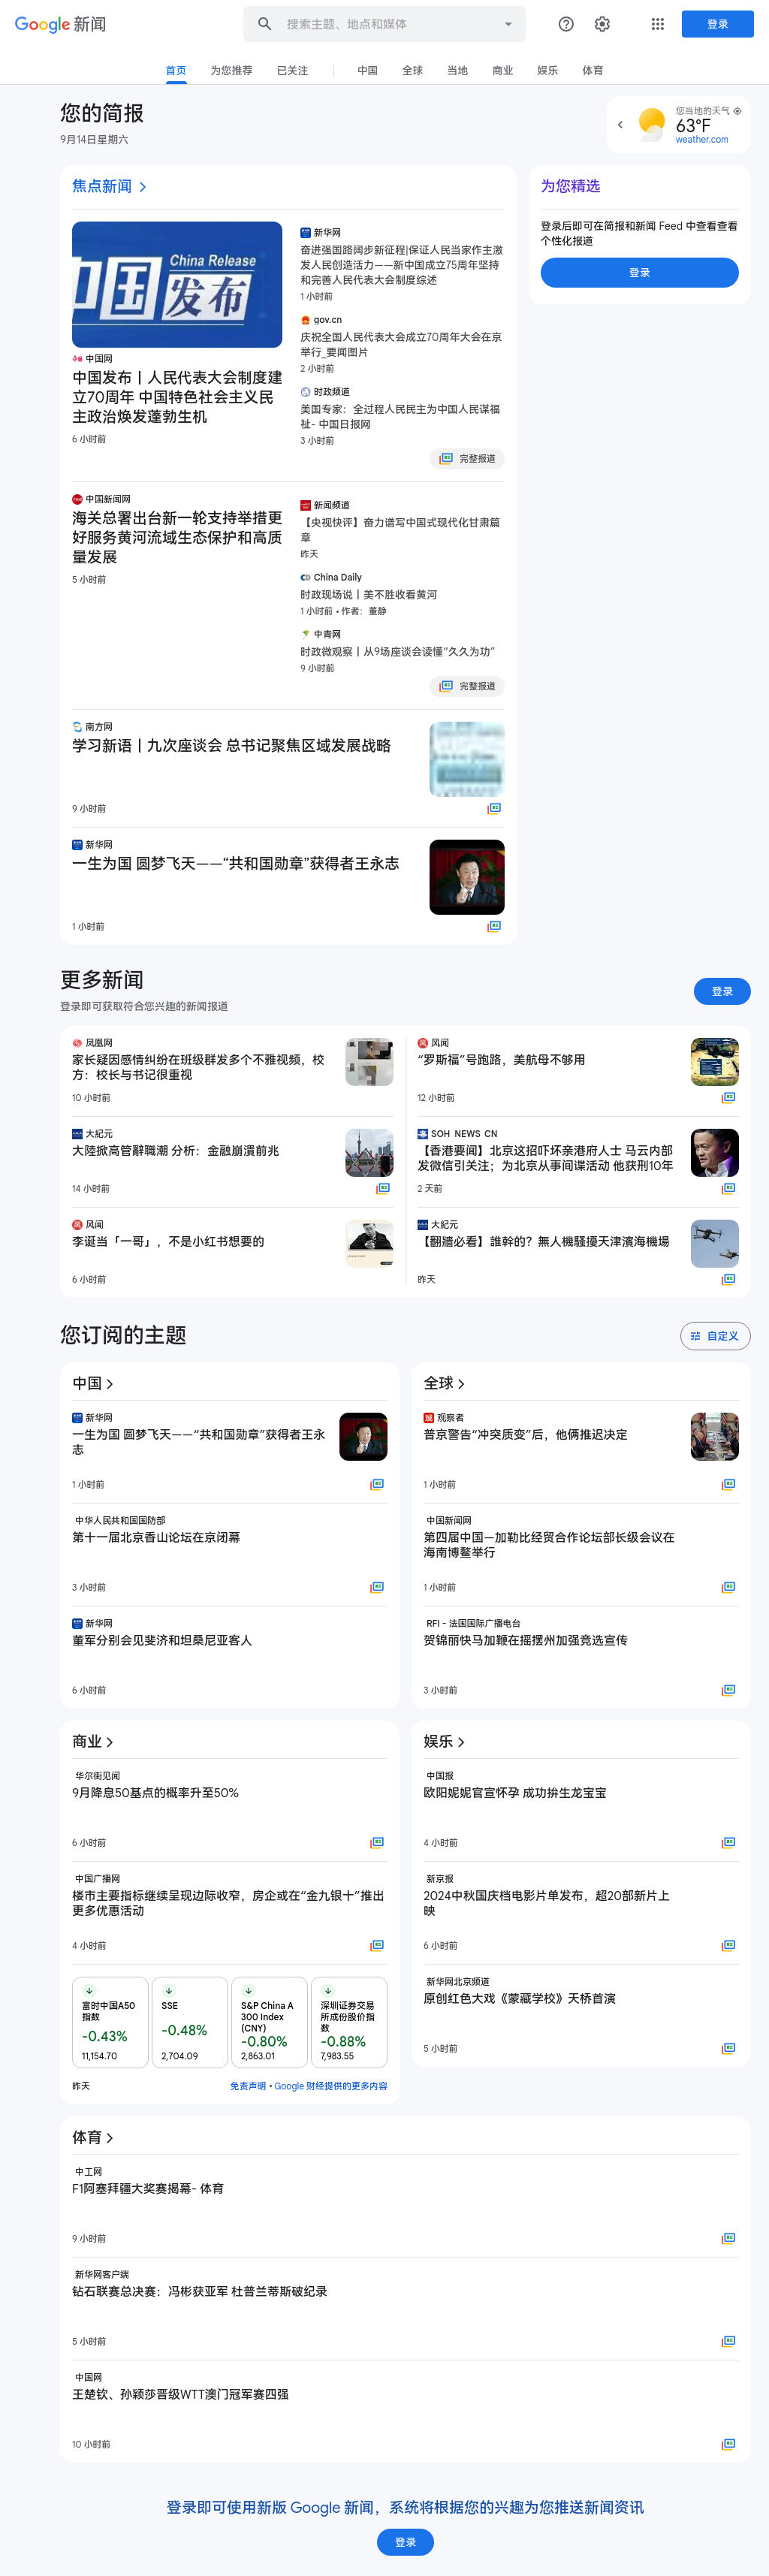 Google 新闻
搜索主题、地点和媒体
登录
首页
为您推荐
已关注
中国
全球
当地
商业
娱乐
体育
您的简报
9月14日星期六
您当地的天气
63°F
weather.com
焦点新闻
中国发布
中国网
中国发布丨人民代表大会制度建
立70周年 中国特色社会主义民
主政治焕发蓬勃生机
6 小时前
新华网
奋进强国路阔步新征程|保证人民当家作主激
发人民创造活力——新中国成立75周年坚持
和完善人民代表大会制度综述
1 小时前
gov.cn
庆祝全国人民代表大会成立70周年大会在京
举行_要闻图片
2 小时前
时政频道
美国专家：全过程人民民主为中国人民谋福
祉- 中国日报网
3 小时前
完整报道
中国新闻网
海关总署出台新一轮支持举措更
好服务黄河流域生态保护和高质
量发展
5 小时前
新闻频道
【央视快评】奋力谱写中国式现代化甘肃篇
章
昨天
China Daily
时政现场说丨美不胜收看黄河
1 小时前 • 作者：董静
中青网
时政微观察丨从9场座谈会读懂“久久为功”
9 小时前
完整报道
南方网
学习新语丨九次座谈会 总书记聚焦区域发展战略
9 小时前
新华网
一生为国 圆梦飞天——“共和国勋章”获得者王永志
1 小时前
为您精选
登录后即可在简报和新闻 Feed 中查看查看
个性化报道
登录
更多新闻
登录即可获取符合您兴趣的新闻报道
登录
凤凰网
家长疑因感情纠纷在班级群发多个不雅视频，校
方：校长与书记很重视
10 小时前
风闻
“罗斯福”号跑路，美航母不够用
12 小时前
大紀元
大陸掀高管辭職潮 分析：金融崩潰前兆
14 小时前
SOH_NEWS_CN
【香港要闻】北京这招吓坏亲港府人士 马云内部
发微信引关注；为北京从事间谍活动 他获刑10年
2 天前
风闻
李诞当「一哥」，不是小红书想要的
6 小时前
大紀元
【翻牆必看】誰幹的？無人機騷擾天津濱海機場
昨天
您订阅的主题
自定义
中国
新华网
一生为国 圆梦飞天——“共和国勋章”获得者王永
志
1 小时前
中华人民共和国国防部
第十一届北京香山论坛在京闭幕
3 小时前
新华网
董军分别会见斐济和坦桑尼亚客人
6 小时前
全球
观察者
普京警告“冲突质变”后，他俩推迟决定
1 小时前
中国新闻网
第四届中国—加勒比经贸合作论坛部长级会议在
海南博鳌举行
1 小时前
RFI - 法国国际广播电台
贺锦丽快马加鞭在摇摆州加强竞选宣传
3 小时前
商业
华尔街见闻
9月降息50基点的概率升至50%
6 小时前
中国广播网
楼市主要指标继续呈现边际收窄，房企或在“金九银十”推出
更多优惠活动
4 小时前
富时中国A50
指数
-0.43%
11,154.70
SSE
-0.48%
2,704.09
S&P China A
300 Index
(CNY)
-0.80%
2,863.01
深圳证券交易
所成份股价指
数
-0.88%
7,983.55
昨天
免责声明 • Google 财经提供的更多内容
娱乐
中国报
欧阳妮妮官宣怀孕 成功拚生龙宝宝
4 小时前
新京报
2024中秋国庆档电影片单发布，超20部新片上
映
6 小时前
新华网北京频道
原创红色大戏《蒙藏学校》天桥首演
5 小时前
体育
中工网
F1阿塞拜疆大奖赛揭幕- 体育
9 小时前
新华网客户端
钻石联赛总决赛：冯彬获亚军 杜普兰蒂斯破纪录
5 小时前
中国网
王楚钦、孙颖莎晋级WTT澳门冠军赛四强
10 小时前
登录即可使用新版 Google 新闻，系统将根据您的兴趣为您推送新闻资讯
登录